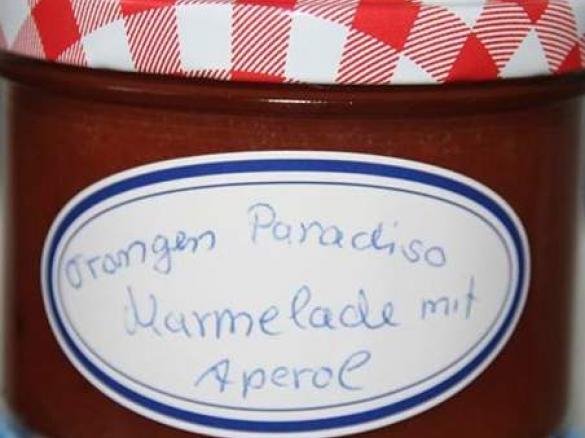 Orangen Paradiso
Marmelade mit
Aperol